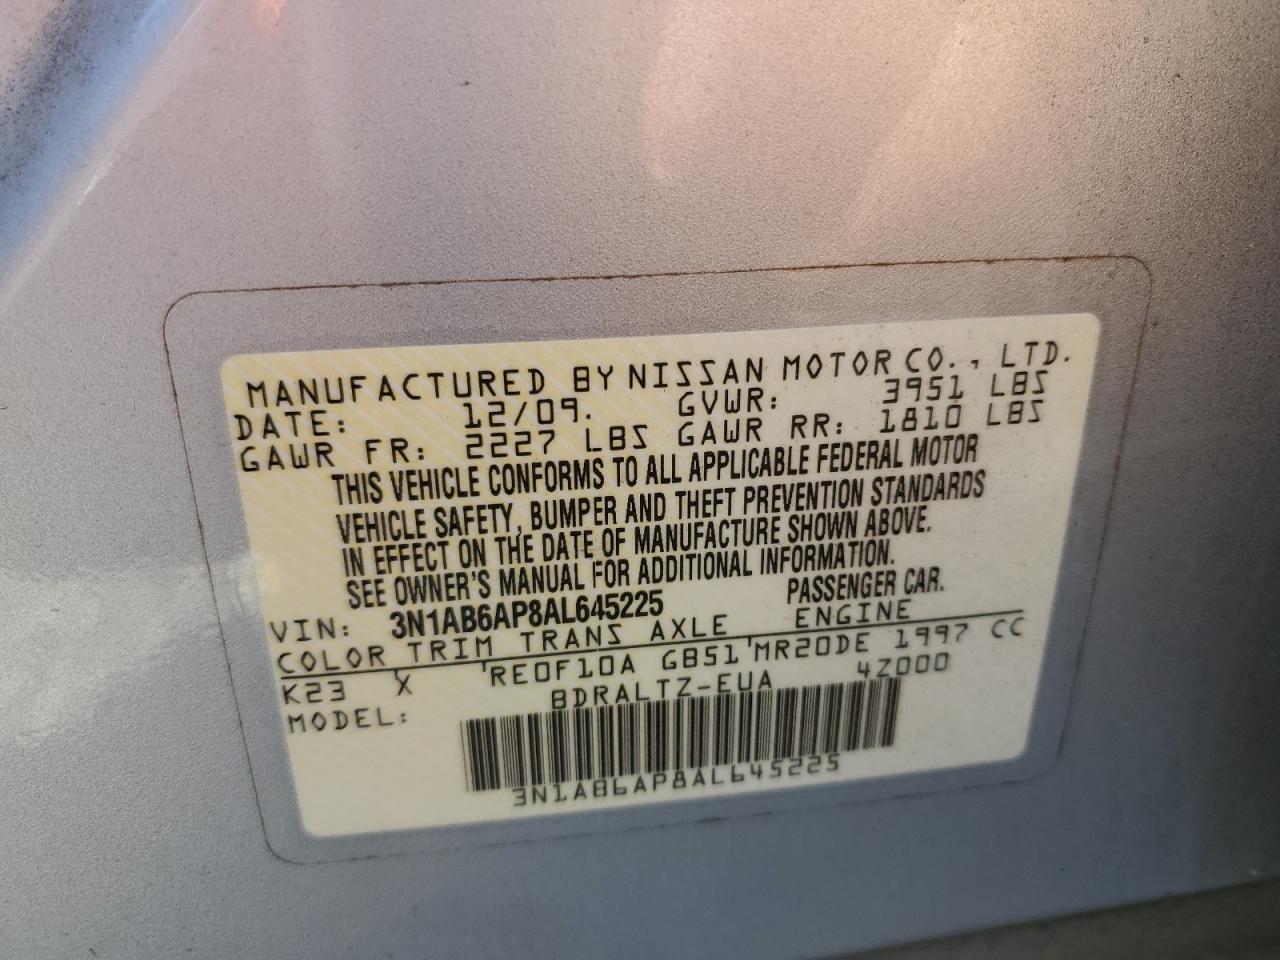 MANUFACTURED BY NISSAN MOTOR CO., LTD.
DATE: 12/09. GVWR: 3951 LBS
GAWR FR: 2227 LBS GAWR RR: 1810 LBS
THIS VEHICLE CONFORMS TO ALL APPLICABLE FEDERAL MOTOR
VEHICLE SAFETY, BUMPER AND THEFT PREVENTION STANDARDS
IN EFFECT ON THE DATE OF MANUFACTURE SHOWN ABOVE.
SEE OWNER'S MANUAL FOR ADDITIONAL INFORMATION.
VIN: 3N1AB6AP8AL645225 PASSENGER CAR.
COLOR TRIM TRANS AXLE ENGINE
K23 X RE0F10A GB51 MR20DE 1997 CC
MODEL: BDRALTZ-EUA 4Z000
3N1AB6AP8AL645225